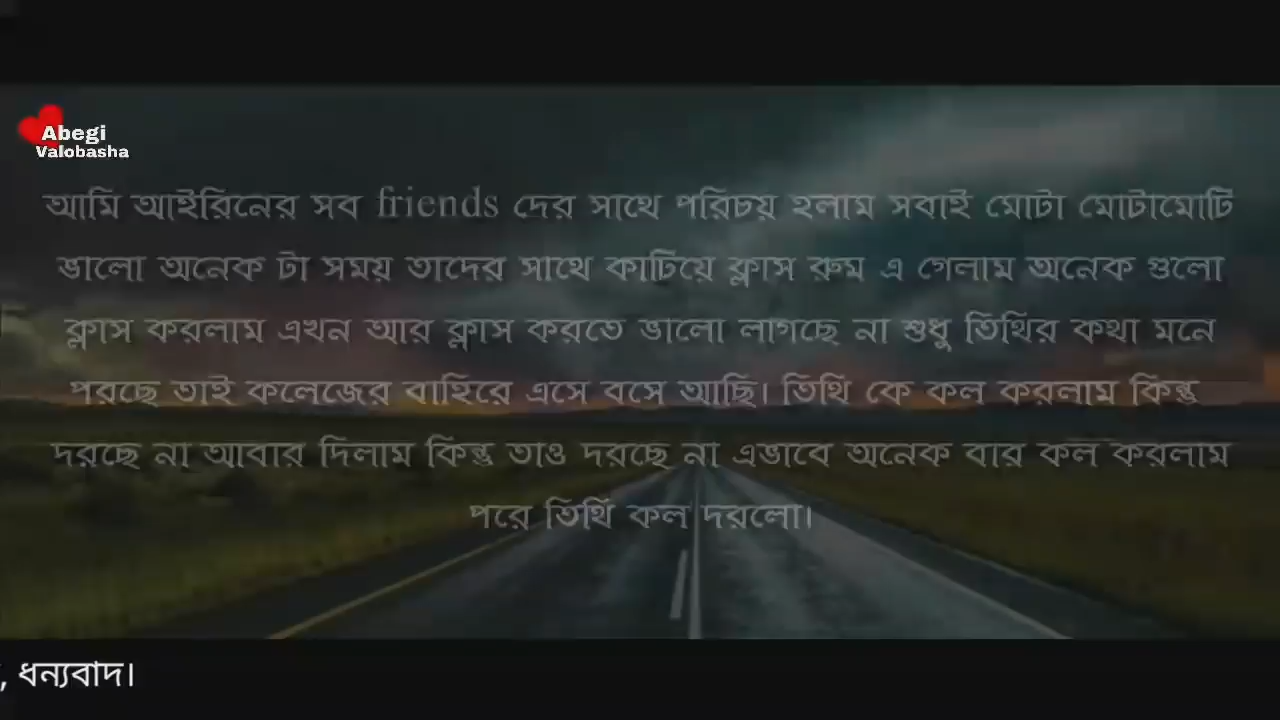 Abegi
Valobasha
আমি আইরিনের সব friends দের সাথে পরিচয় হলাম সবাই মোটা মোটামোটি
ভালো অনেক টা সময় তাদের সাথে কাটিয়ে ক্লাস রুম এ গেলাম অনেক গুলো
ক্লাস করলাম এখন আর ক্লাস করতে ভালো লাগছে না শুধু তিথির কথা মনে
পরছে তাই কলেজের বাহিরে এসে বসে আছি। তিথি কে কল করলাম কিন্তু
দরছে না আবার দিলাম কিন্তু তাও দরছে না এভাবে অনেক বার কল করলাম
পরে তিথি কল দরলো।
, ধন্যবাদ।